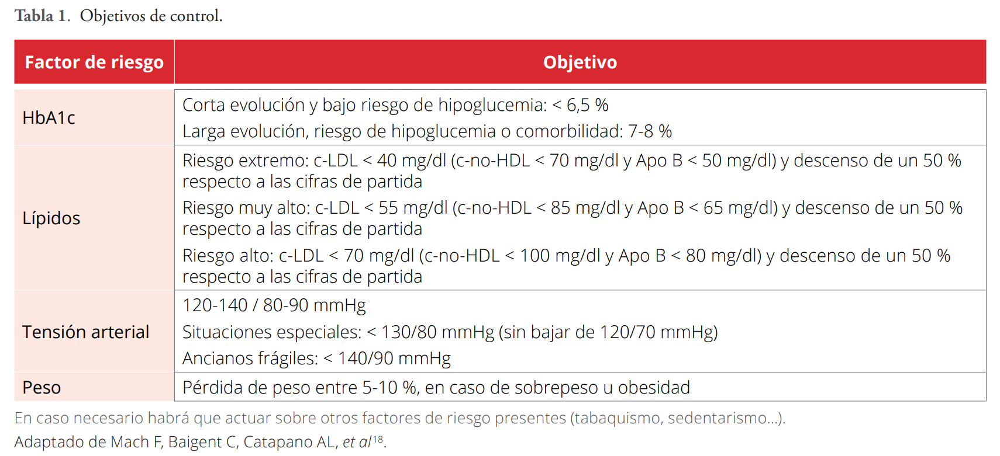 Tabla 1. Objetivos de control.
Factor de riesgo
Objetivo
HbA1c
Corta evolución y bajo riesgo de hipoglucemia: < 6,5 %
Larga evolución, riesgo de hipoglucemia o comorbilidad: 7-8 %
Lípidos
Riesgo extremo: c-LDL < 40 mg/dl (c-no-HDL < 70 mg/dl y Apo B < 50 mg/dl) y descenso de un 50 %
respecto a las cifras de partida
Riesgo muy alto: c-LDL < 55 mg/dl (c-no-HDL < 85 mg/dl y Apo B < 65 mg/dl) y descenso de un 50 %
respecto a las cifras de partida
Riesgo alto: c-LDL < 70 mg/dl (c-no-HDL < 100 mg/dl y Apo B < 80 mg/dl) y descenso de un 50 %
respecto a las cifras de partida
Tensión arterial
120-140 / 80-90 mmHg
Situaciones especiales: < 130/80 mmHg (sin bajar de 120/70 mmHg)
Ancianos frágiles: < 140/90 mmHg
Peso
Pérdida de peso entre 5-10 %, en caso de sobrepeso u obesidad
En caso necesario habrá que actuar sobre otros factores de riesgo presentes (tabaquismo, sedentarismo...).
Adaptado de Mach F, Baigent C, Catapano AL, et al18.